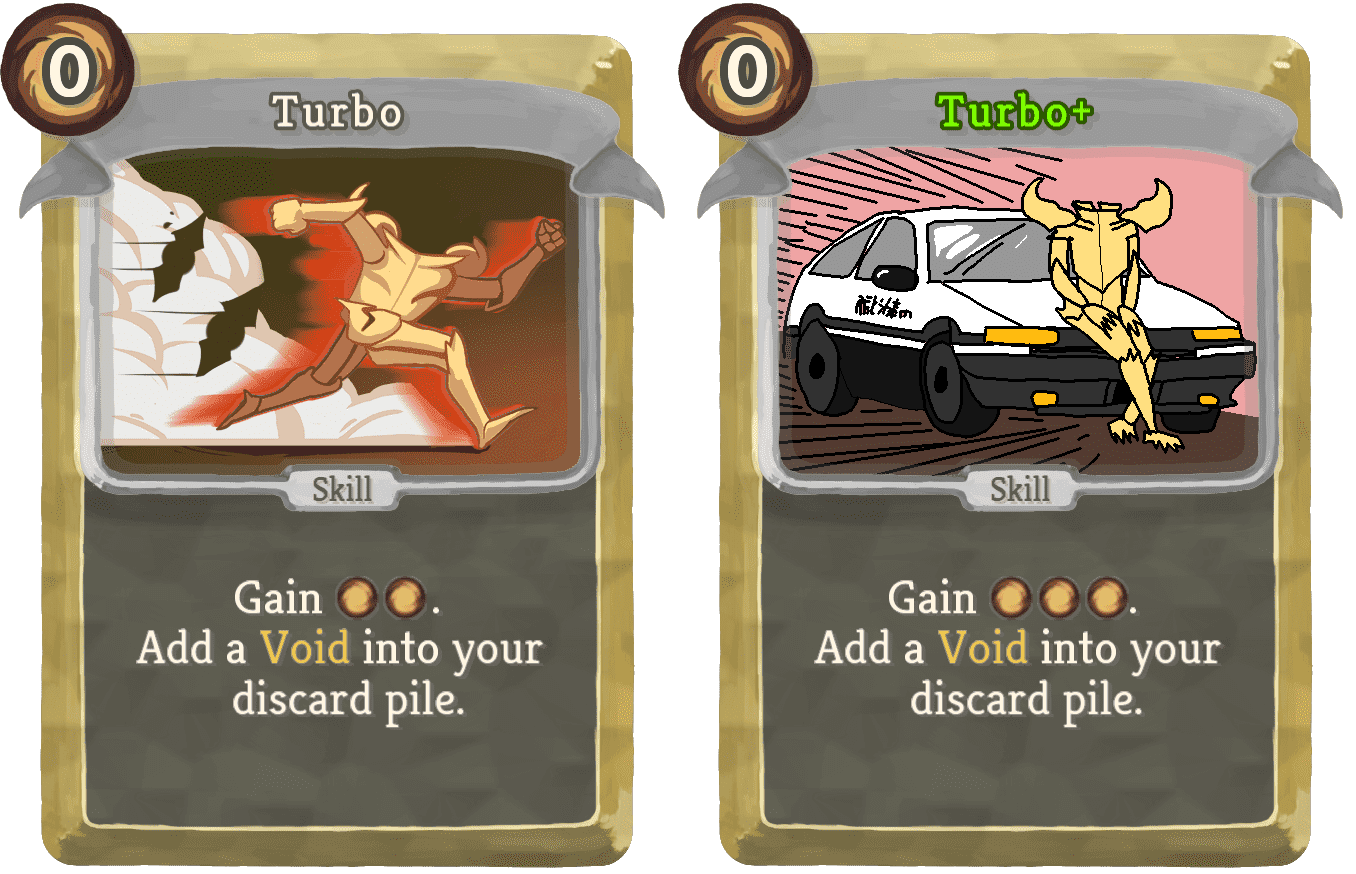 0
Turbo
Skill
Gain .
Add a Void into your
discard pile.
0
Turbo+
Skill
Gain .
Add a Void into your
discard pile.